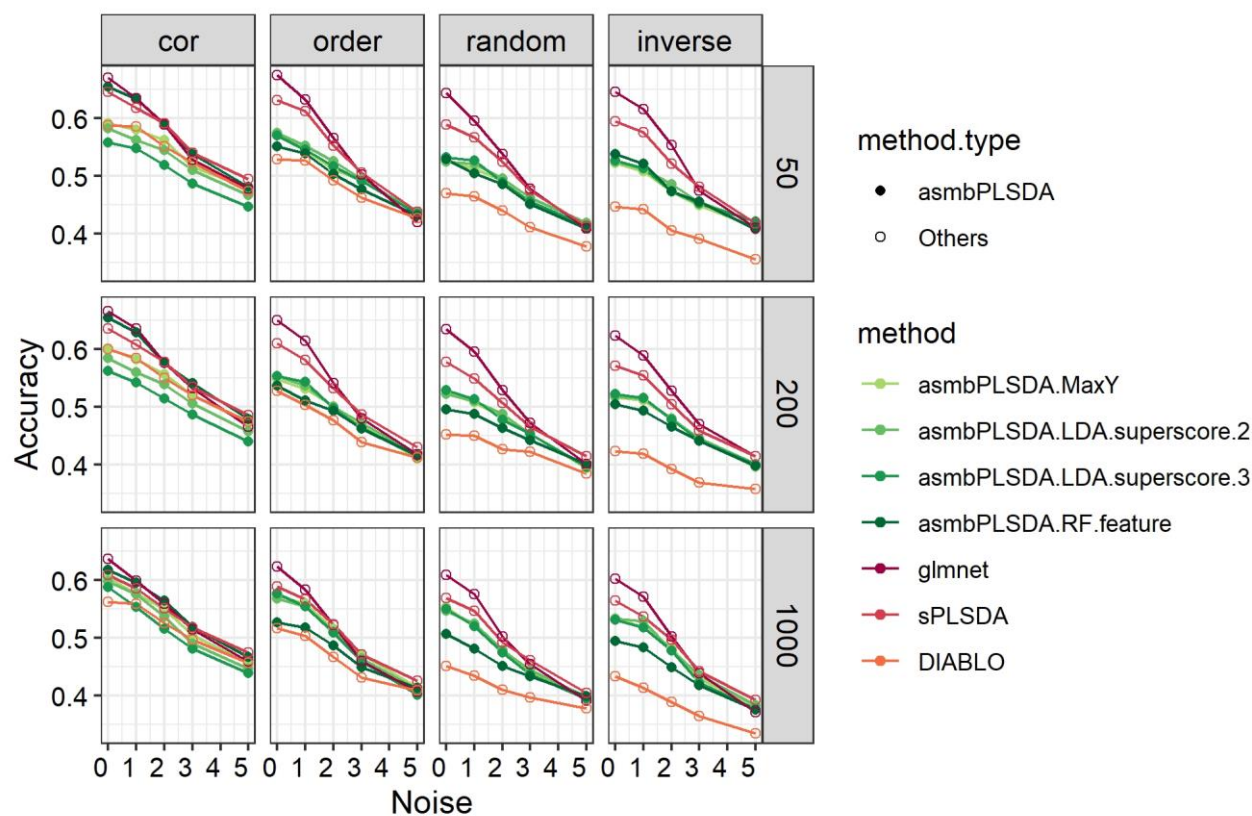 cor order random inverse
0.6
0.5
0.4
50
0.6
0.5
0.4
200
0.6
0.5
0.4
1000
Accuracy
0 1 2 3 4 5 0 1 2 3 4 5 0 1 2 3 4 5 0 1 2 3 4 5
Noise
method.type
asmbPLSDA
Others
method
asmbPLSDA.MaxY
asmbPLSDA.LDA.superscore.2
asmbPLSDA.LDA.superscore.3
asmbPLSDA.RF.feature
glmnet
sPLSDA
DIABLO